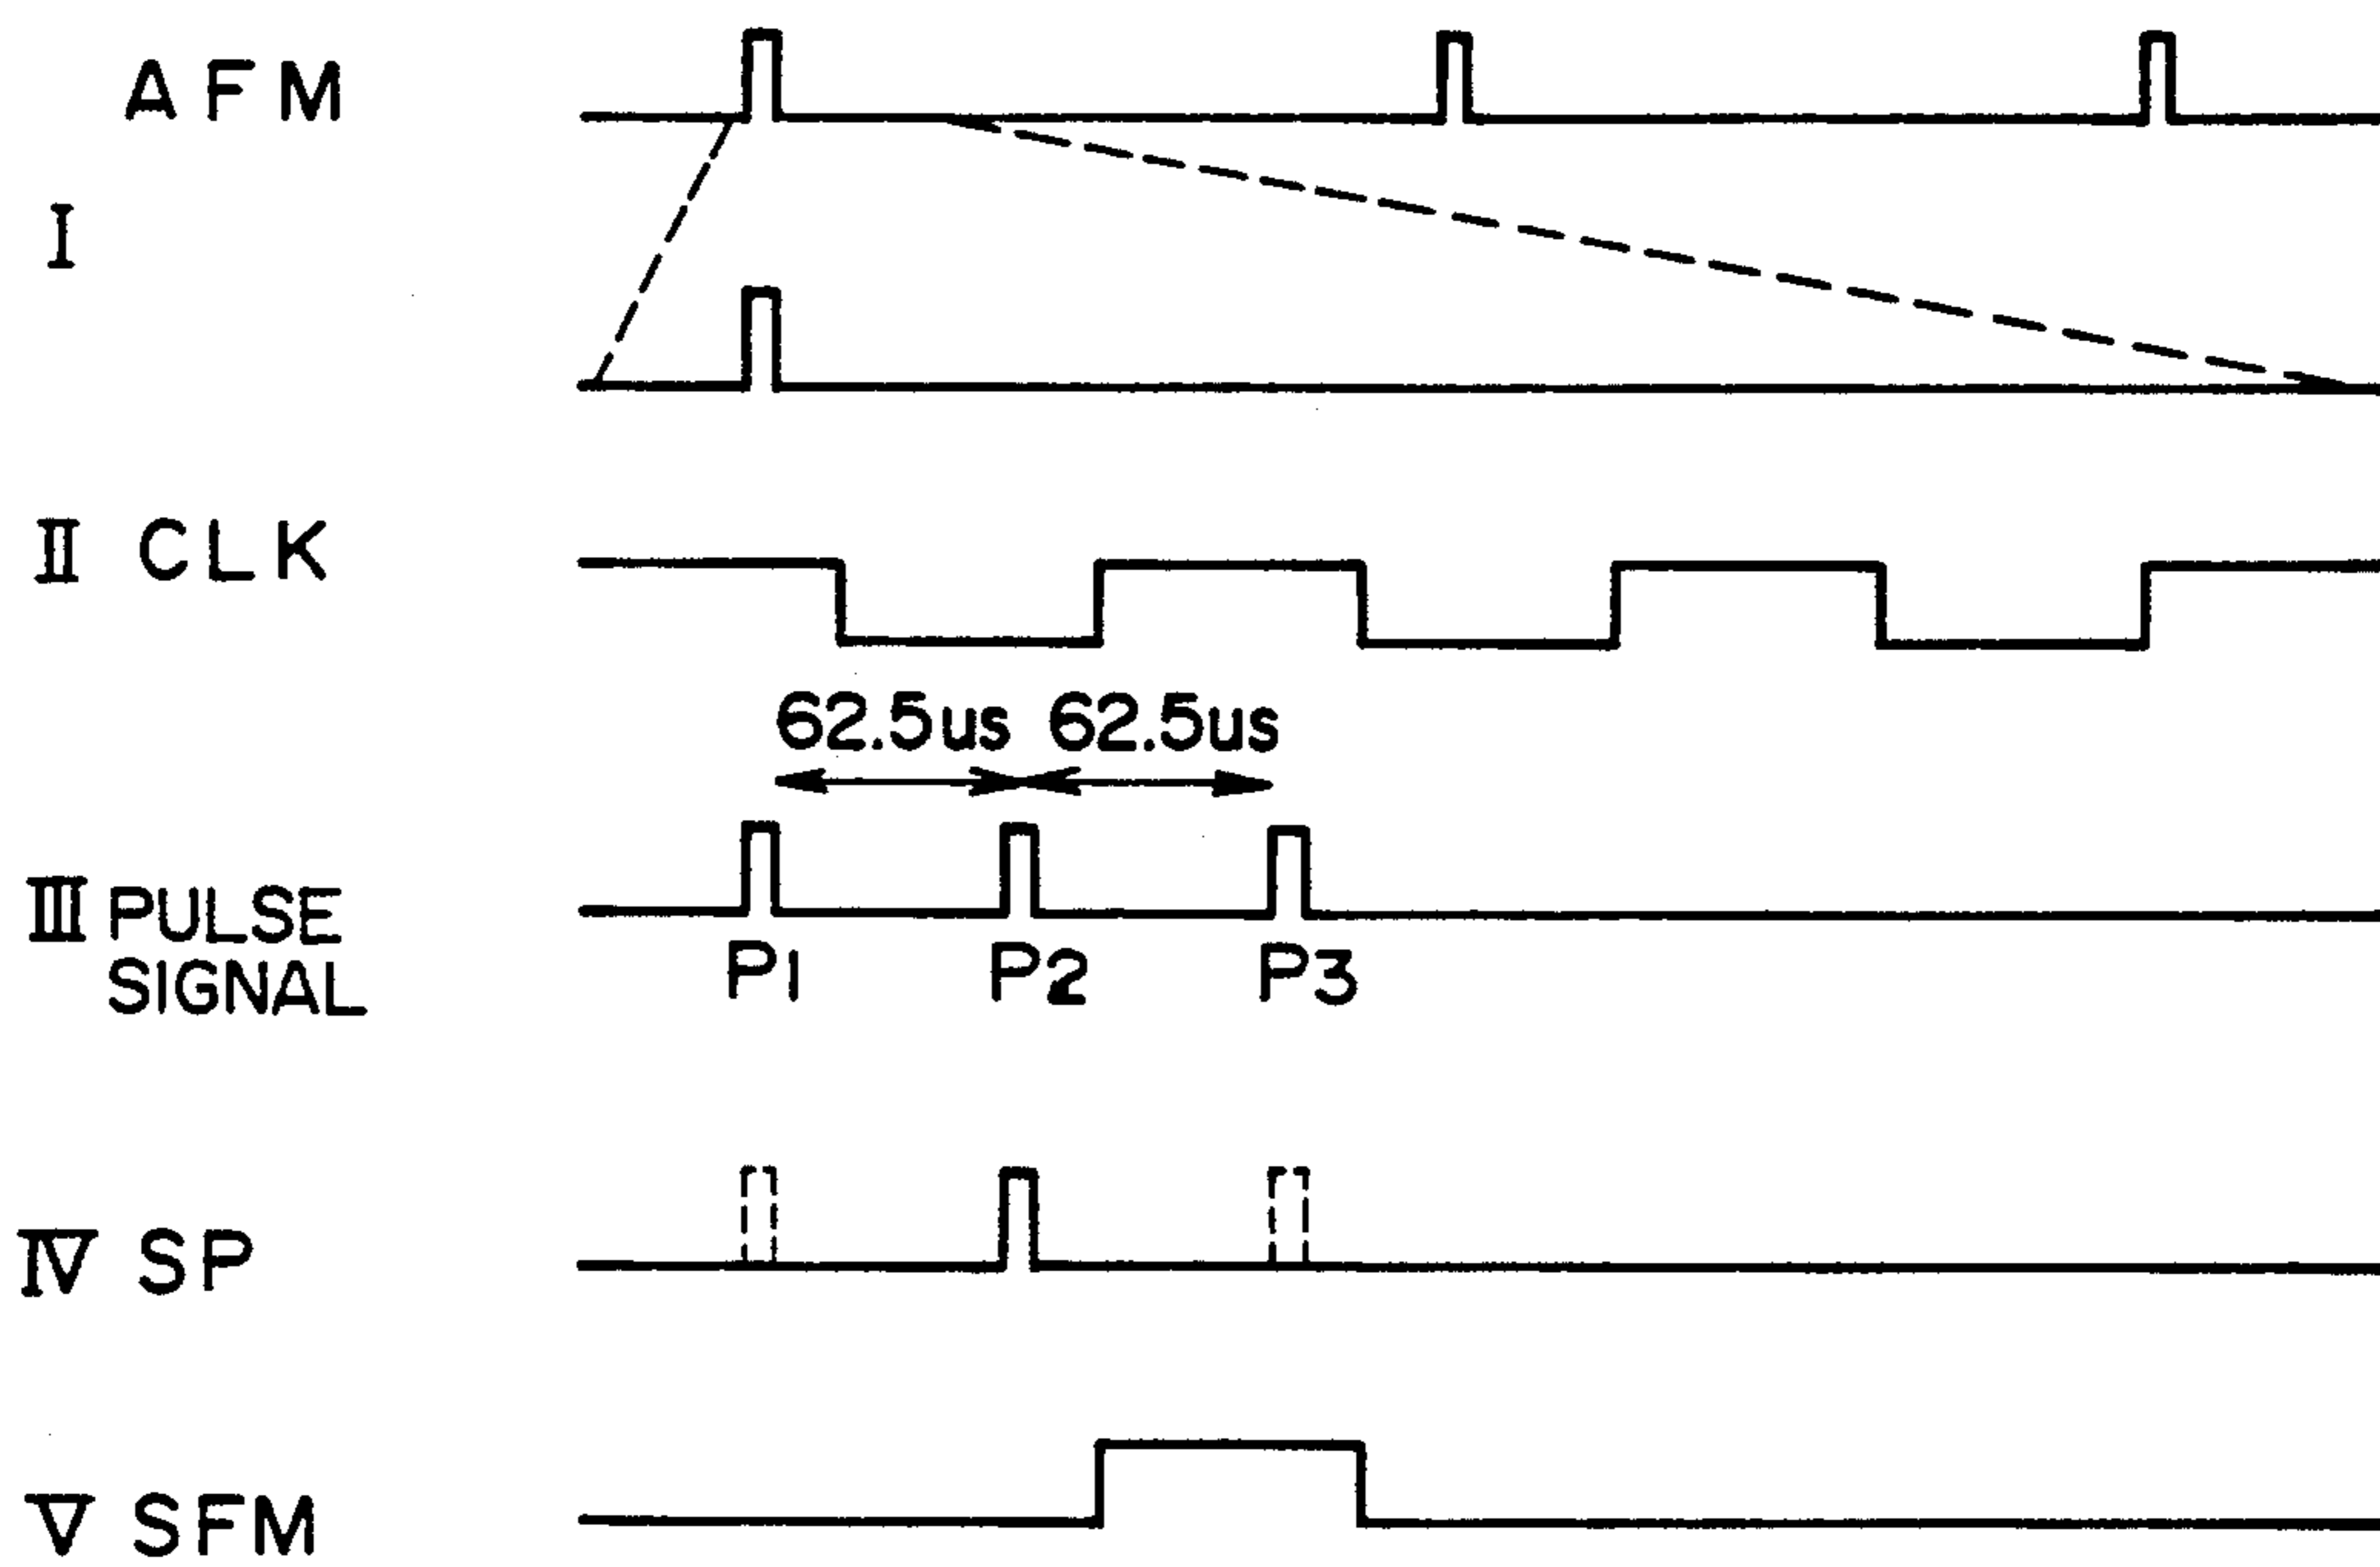 AFM
I
II CLK
62.5us 62.5us
III PULSE
SIGNAL
P1 P2 P3
IV SP
V SFM